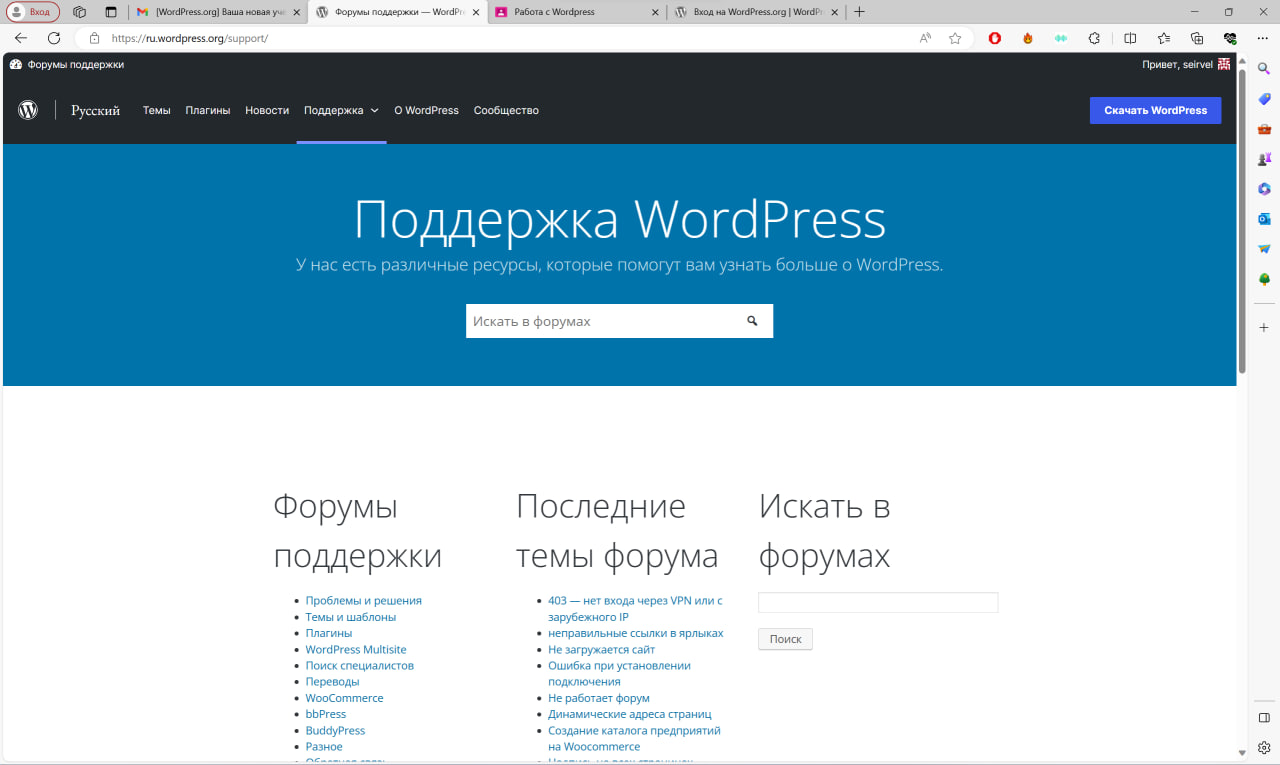 Вход
[WordPress.org] Ваша новая уч
Форумы поддержки — WordPre
Работа с Wordpress
Вход на WordPress.org | WordPr
https://ru.wordpress.org/support/
Форумы поддержки
Привет, seirvel
Русский
Темы
Плагины
Новости
Поддержка
О WordPress
Сообщество
Скачать WordPress
Поддержка WordPress
У нас есть различные ресурсы, которые помогут вам узнать больше о WordPress.
Искать в форумах
Форумы
поддержки
Проблемы и решения
Темы и шаблоны
Плагины
WordPress Multisite
Поиск специалистов
Переводы
WooCommerce
bbPress
BuddyPress
Разное
Последние
темы форума
403 — нет входа через VPN или с
зарубежного IP
неправильные ссылки в ярлыках
Не загружается сайт
Ошибка при установлении
подключения
Не работает форум
Динамические адреса страниц
Создание каталога предприятий
на Woocommerce
Искать в
форумах
Поиск